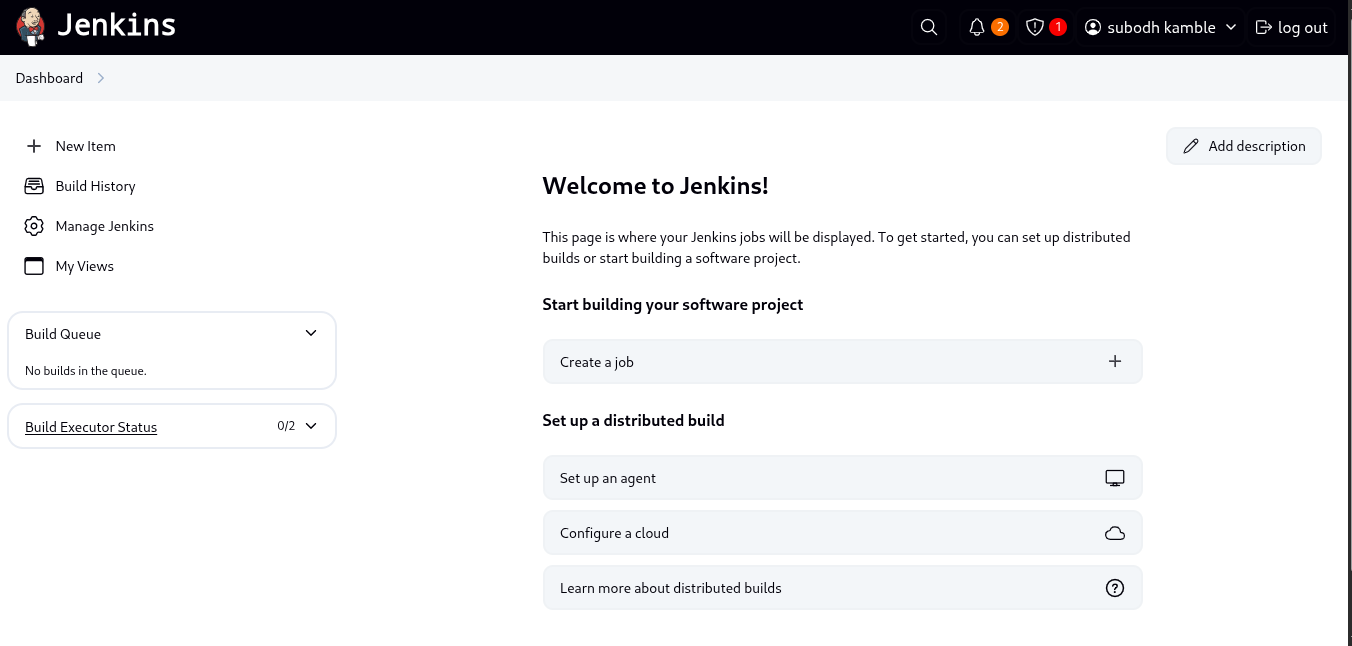 Jenkins
2
1
subodh kamble
log out
Dashboard
New Item
Build History
Manage Jenkins
My Views
Build Queue
No builds in the queue.
Build Executor Status
0/2
Add description
Welcome to Jenkins!
This page is where your Jenkins jobs will be displayed. To get started, you can set up distributed
builds or start building a software project.
Start building your software project
Create a job
Set up a distributed build
Set up an agent
Configure a cloud
Learn more about distributed builds